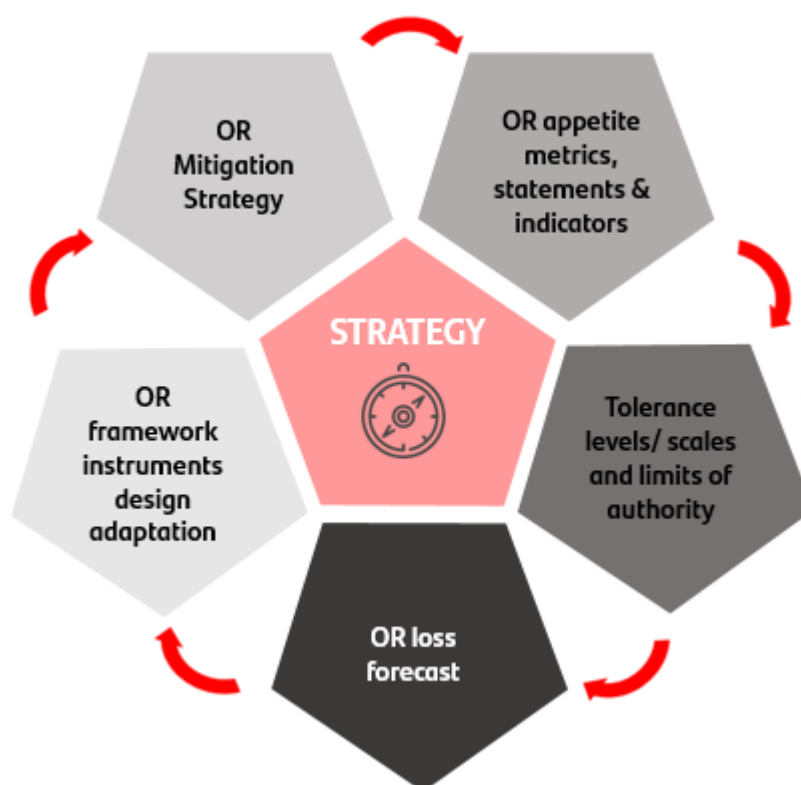 OR
Mitigation
Strategy
OR appetite
metrics,
statements &
indicators
STRATEGY
OR
framework
instruments
design
adaptation
Tolerance
levels/ scales
and limits of
authority
OR loss
forecast